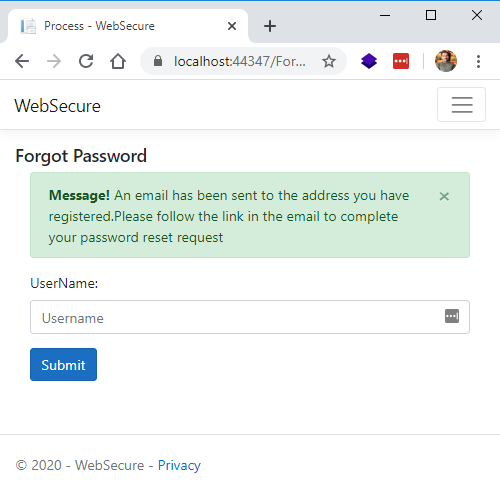 Process - WebSecure
localhost:44347/For...
WebSecure
Forgot Password
Message! An email has been sent to the address you have
registered.Please follow the link in the email to complete
your password reset request
UserName:
Username
Submit
© 2020 - WebSecure - Privacy